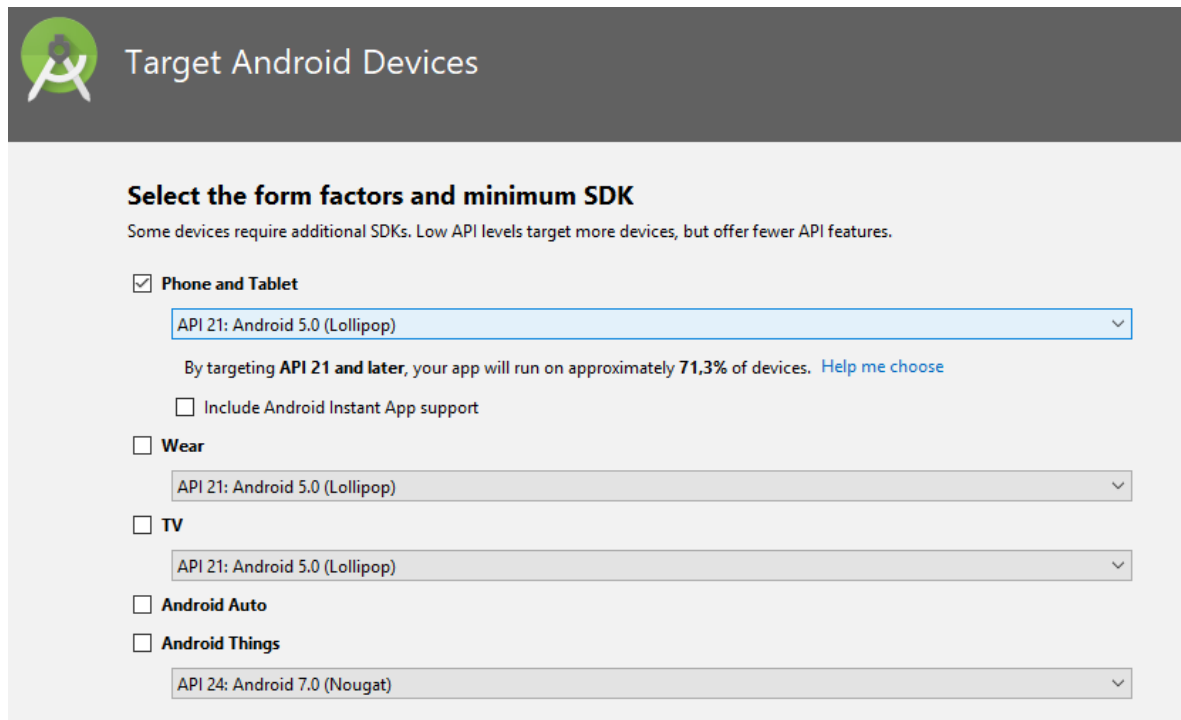 Target Android Devices
Select the form factors and minimum SDK
Some devices require additional SDKs. Low API levels target more devices, but offer fewer API features.
Phone and Tablet
API 21: Android 5.0 (Lollipop)
By targeting API 21 and later, your app will run on approximately 71,3% of devices. Help me choose
Include Android Instant App support
Wear
API 21: Android 5.0 (Lollipop)
TV
API 21: Android 5.0 (Lollipop)
Android Auto
Android Things
API 24: Android 7.0 (Nougat)